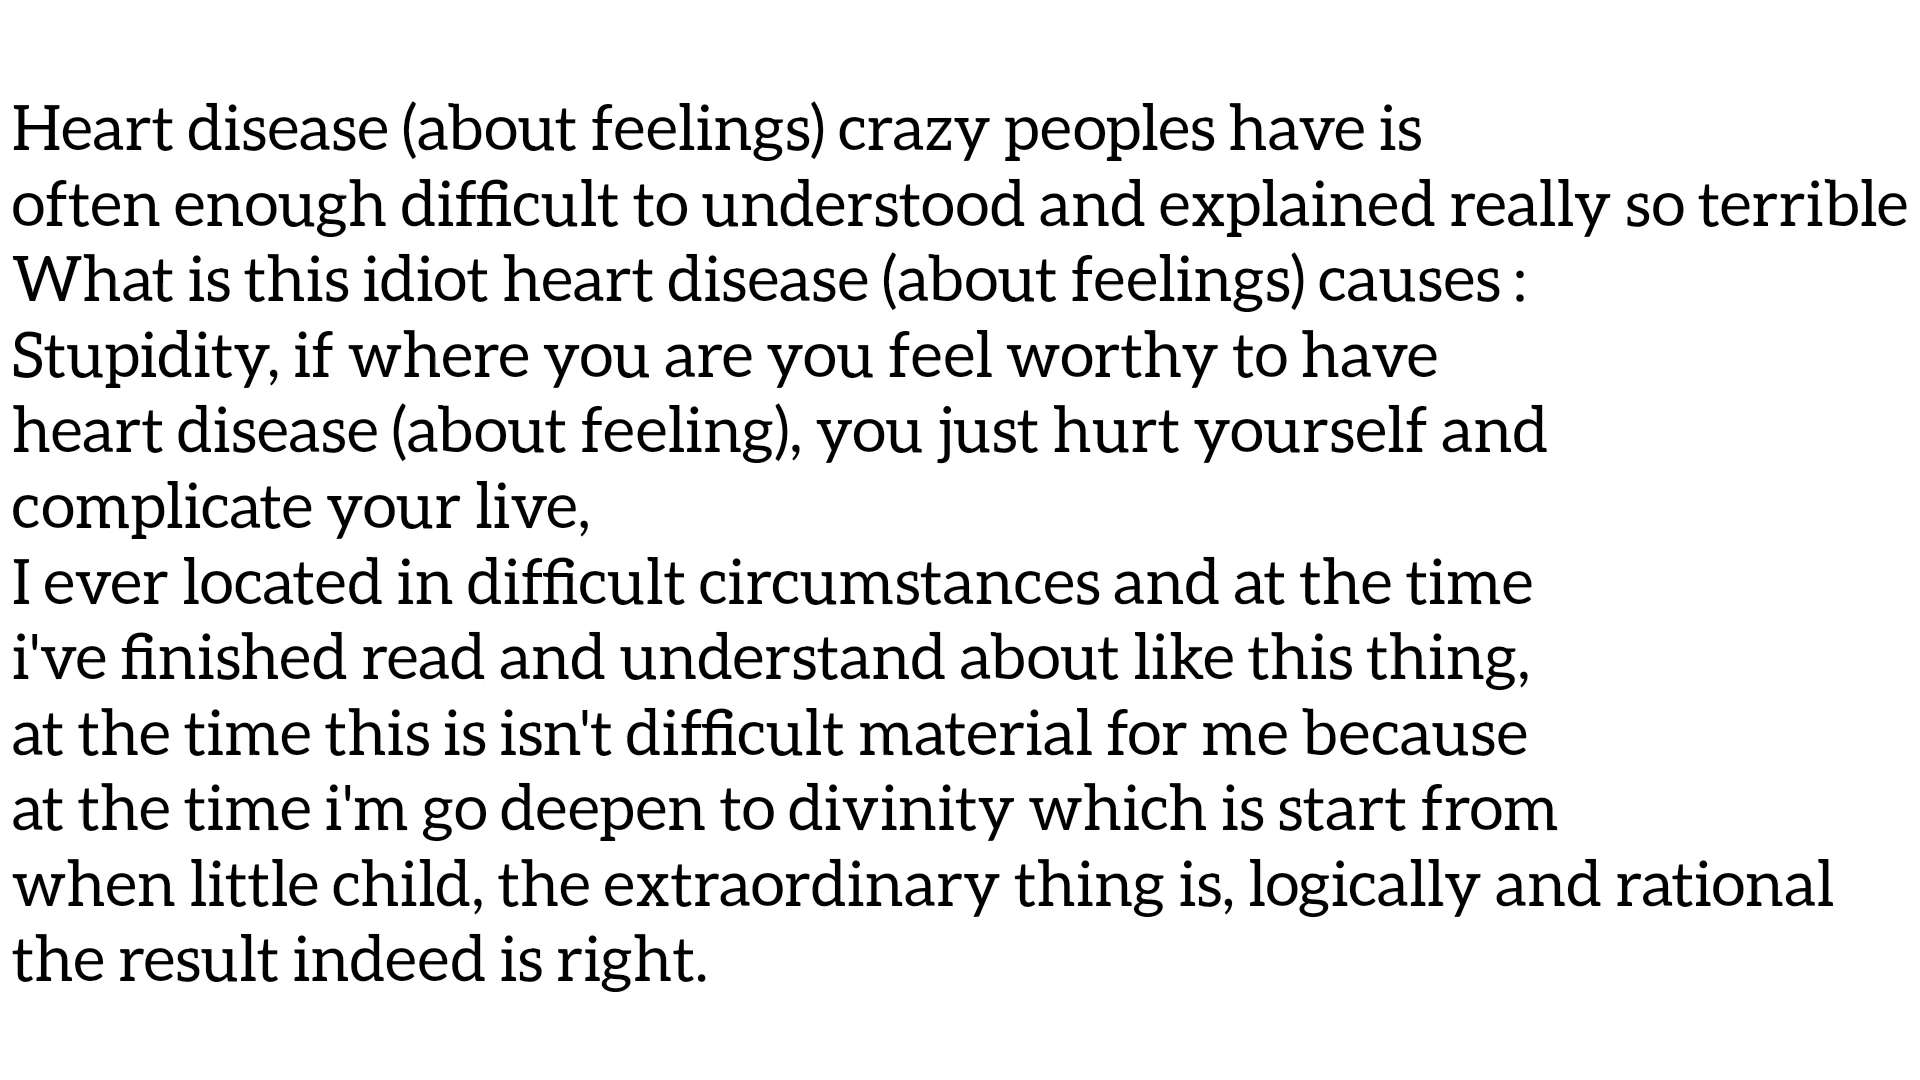 Heart disease (about feelings) crazy peoples have is
often enough difficult to understood and explained really so terrible
What is this idiot heart disease (about feelings) causes :
Stupidity, if where you are you feel worthy to have
heart disease (about feeling), you just hurt yourself and
complicate your live,
I ever located in difficult circumstances and at the time
i've finished read and understand about like this thing,
at the time this is isn't difficult material for me because
at the time i'm go deepen to divinity which is start from
when little child, the extraordinary thing is, logically and rational
the result indeed is right.